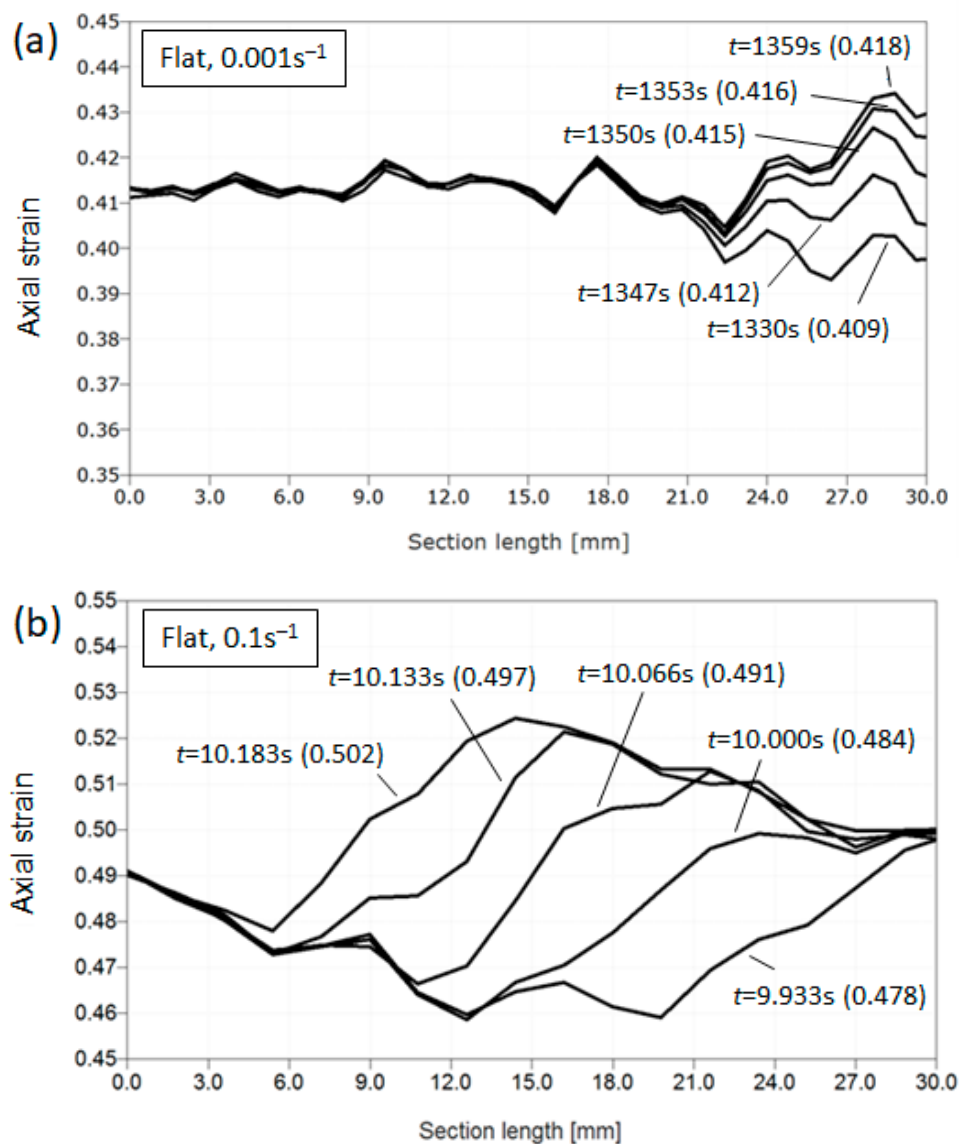 (a)
Flat, 0.001s⁻¹
t=1359s (0.418)
t=1353s (0.416)
t=1350s (0.415)
t=1347s (0.412)
t=1330s (0.409)
Axial strain
0.45
0.44
0.43
0.42
0.41
0.40
0.39
0.38
0.37
0.36
0.35
0.0 3.0 6.0 9.0 12.0 15.0 18.0 21.0 24.0 27.0 30.0
Section length [mm]
(b)
Flat, 0.1s⁻¹
t=10.133s (0.497)
t=10.066s (0.491)
t=10.000s (0.484)
t=10.183s (0.502)
t=9.933s (0.478)
Axial strain
0.55
0.54
0.53
0.52
0.51
0.50
0.49
0.48
0.47
0.46
0.45
0.0 3.0 6.0 9.0 12.0 15.0 18.0 21.0 24.0 27.0 30.0
Section length [mm]